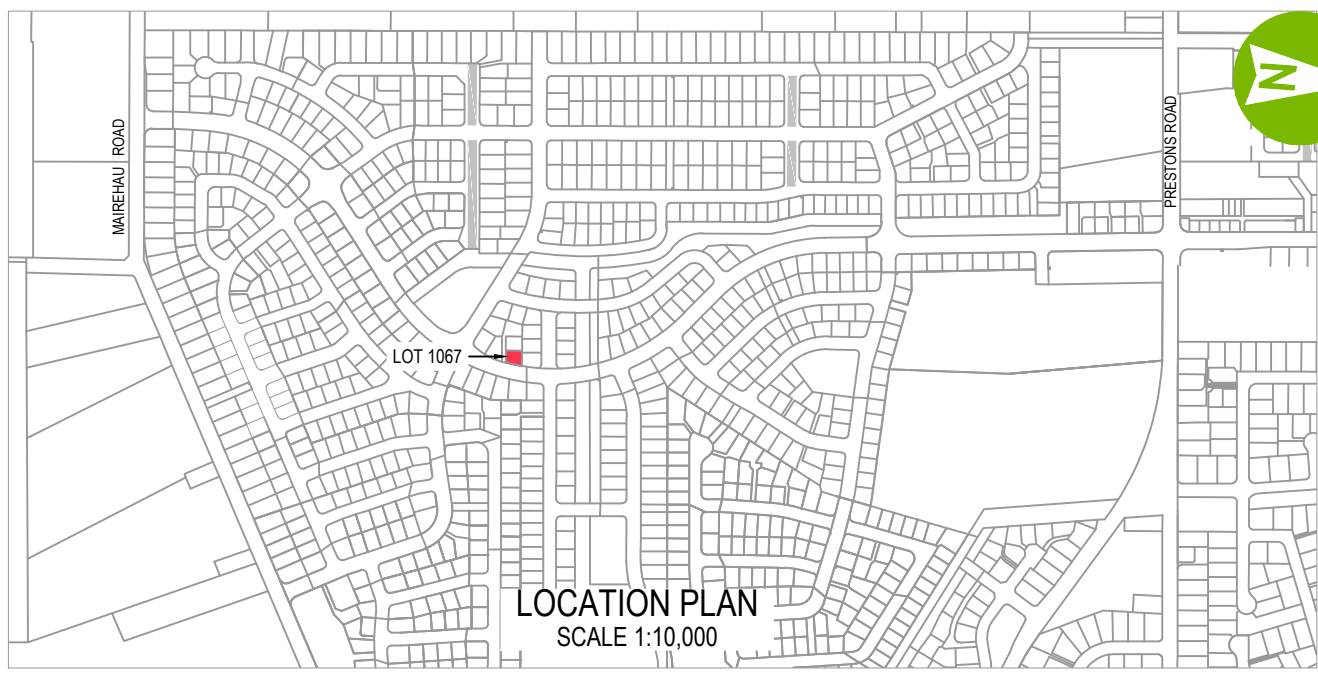 MAIREHAU ROAD
PRESTONS ROAD
N
LOT 1067
LOCATION PLAN
SCALE 1:10,000